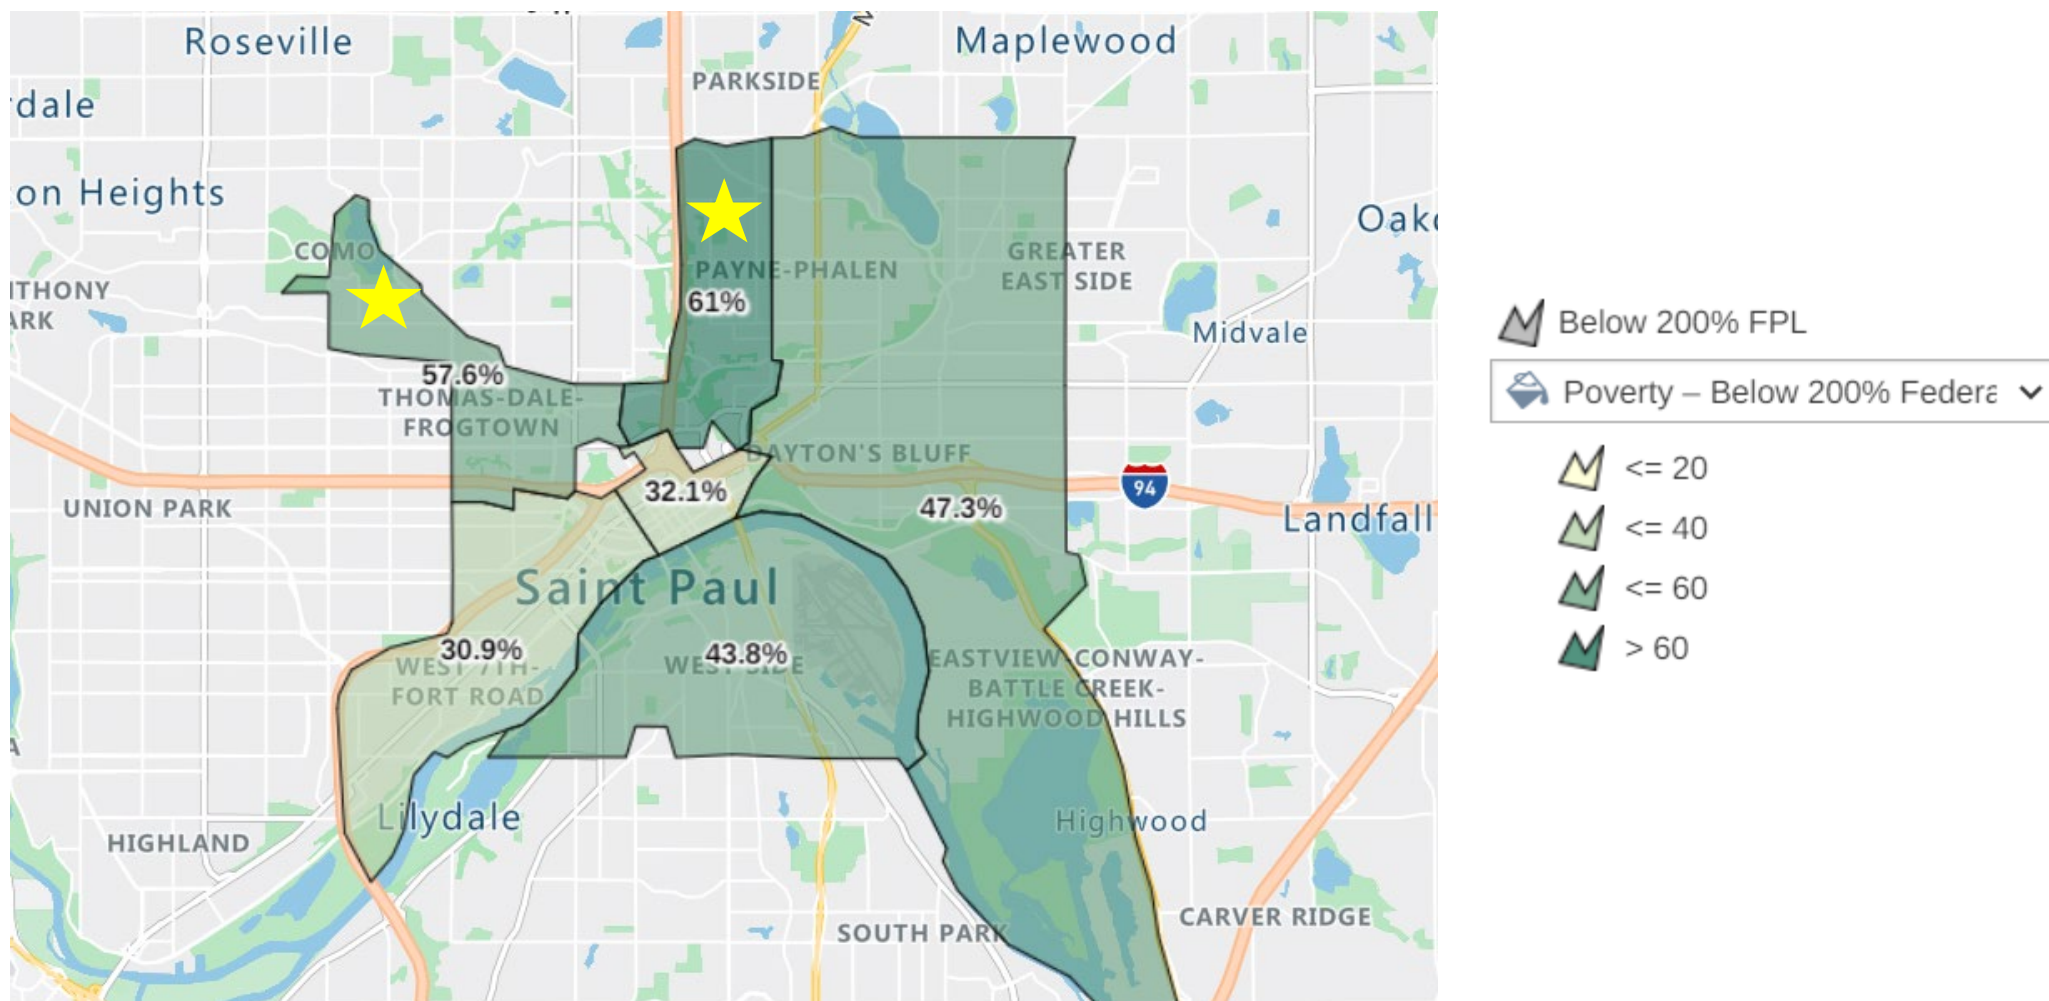 Roseville
Maplewood
PARKSIDE
rdale
on Heights
Oak
COMO
GREATER
EAST SIDE
PAYNE-PHALEN
61%
THONY
ARK
Midvale
57.6%
THOMAS-DALE-
FROGTOWN
DAYTON'S BLUFF
32.1%
94
47.3%
UNION PARK
Landfall
Saint Paul
30.9%
WEST 7TH-
FORT ROAD
43.8%
WEST SIDE
EASTVIEW-CONWAY-
BATTLE CREEK-
HIGHWOOD HILLS
Lilydale
Highwood
HIGHLAND
CARVER RIDGE
SOUTH PARK
Below 200% FPL
Poverty – Below 200% Federa
<= 20
<= 40
<= 60
> 60